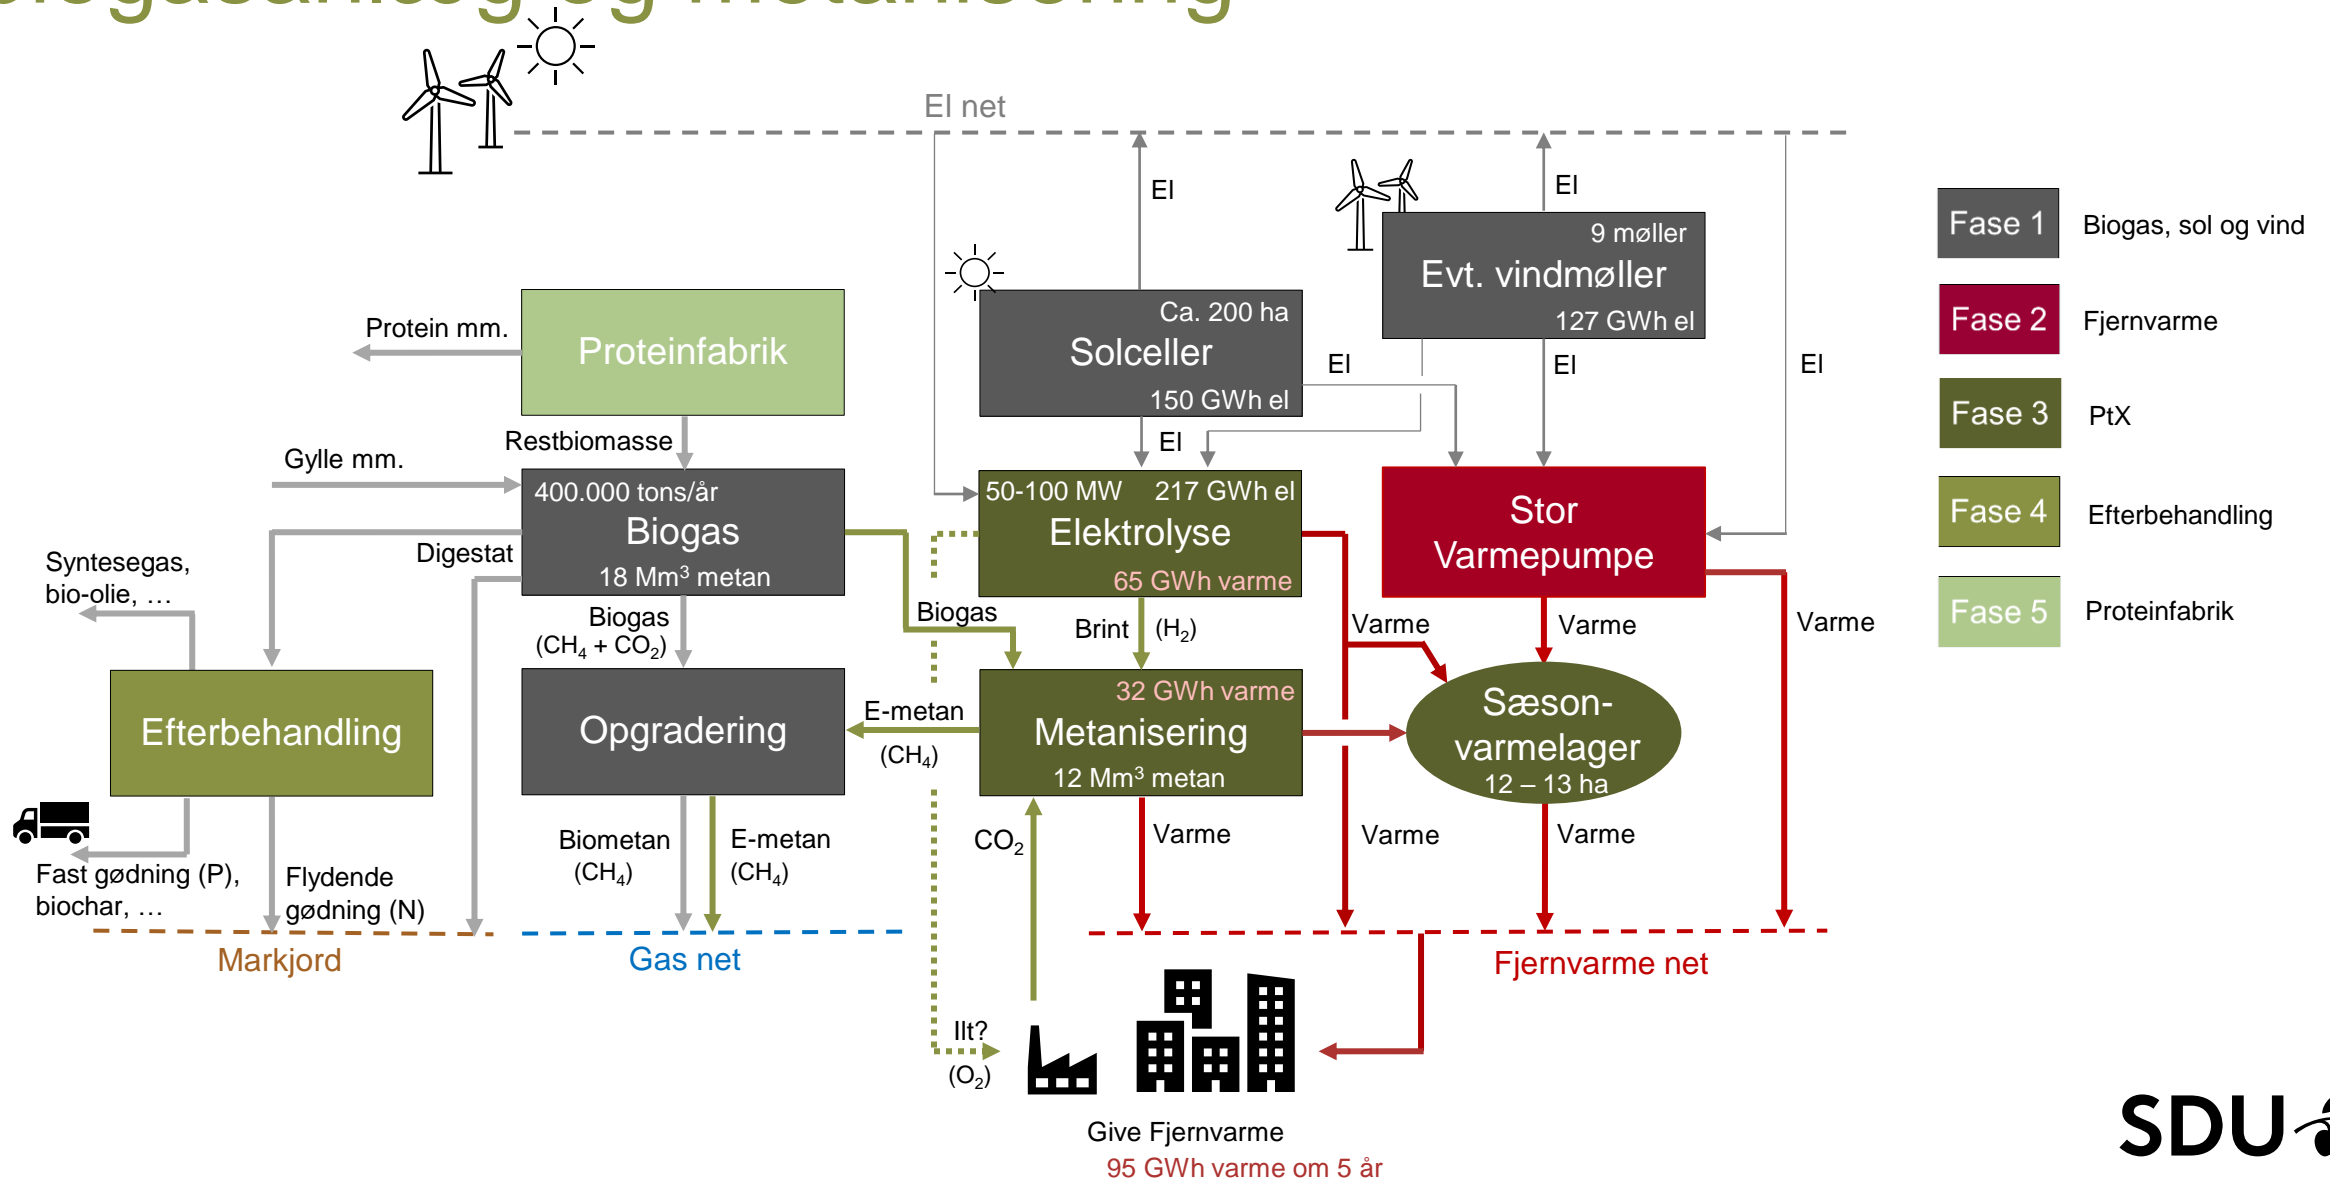 biogasanlæg og metanisering
El net
El
El
9 møller
Evt. vindmøller
127 GWh el
Fase 1
Biogas, sol og vind
Ca. 200 ha
Solceller
150 GWh el
Protein mm.
Proteinfabrik
Fase 2
Fjernvarme
El
El
El
Fase 3
PtX
Restbiomasse
El
Gylle mm.
400.000 tons/år
Biogas
18 Mm³ metan
50-100 MW
217 GWh el
Elektrolyse
65 GWh varme
Stor
Varmepumpe
Fase 4
Efterbehandling
Digestat
Syntesegas,
bio-olie, …
Fase 5
Proteinfabrik
Biogas
(CH₄ + CO₂)
Biogas
Brint
(H₂)
Varme
Varme
Varme
Efterbehandling
Opgradering
E-metan
(CH₄)
32 GWh varme
Metanisering
12 Mm³ metan
Sæson-
varmelager
12 – 13 ha
Fast gødning (P),
biochar, …
Flydende
gødning (N)
Biometan
(CH₄)
E-metan
(CH₄)
CO₂
Varme
Varme
Varme
Markjord
Gas net
Fjernvarme net
Ilt?
(O₂)
Give Fjernvarme
95 GWh varme om 5 år
SDU